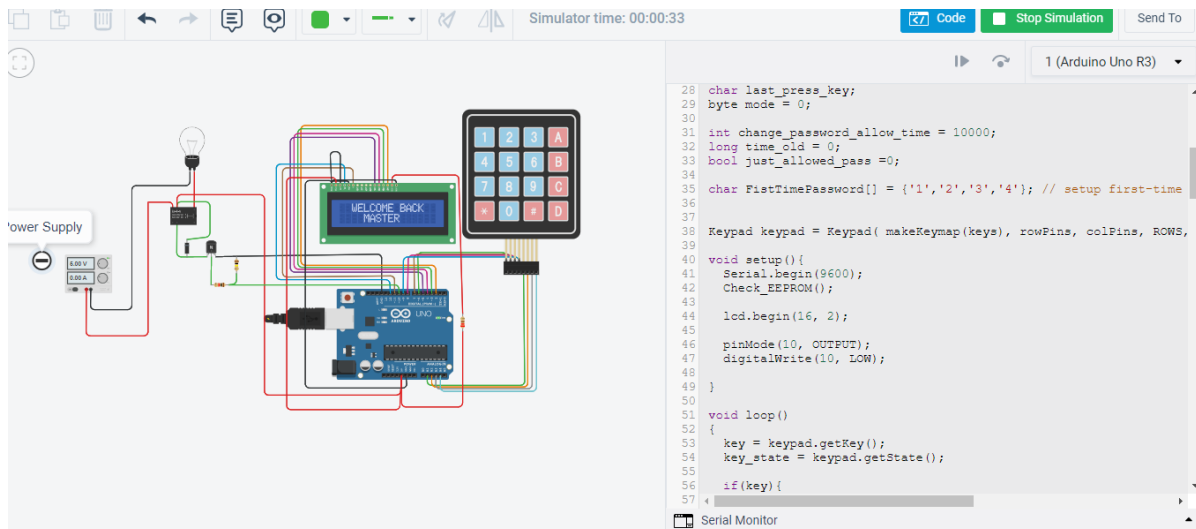 Simulator time: 00:00:33
Code
Stop Simulation
Send To
1 (Arduino Uno R3)
1 2 3 A
4 5 6 B
7 8 9 C
* 0 # D
WELCOME BACK
MASTER
Power Supply
5.00 V
0.00 A
UNO
28 char last_press_key;
29 byte mode = 0;
30
31 int change_password_allow_time = 10000;
32 long time_old = 0;
33 bool just_allowed_pass =0;
34
35 char FistTimePassword[] = {'1','2','3','4'}; // setup first-time
36
37
38 Keypad keypad = Keypad( makeKeymap(keys), rowPins, colPins, ROWS,
39
40 void setup(){
41 Serial.begin(9600);
42 Check_EEPROM();
43
44 lcd.begin(16, 2);
45
46 pinMode(10, OUTPUT);
47 digitalWrite(10, LOW);
48
49 }
50
51 void loop()
52 {
53 key = keypad.getKey();
54 key_state = keypad.getState();
55
56 if(key){
57
Serial Monitor